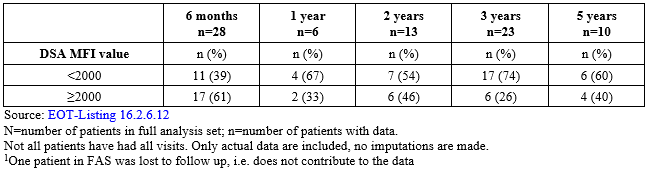 6 months 1 year 2 years 3 years 5 years
n=28 n=6 n=13 n=23 n=10
DSA MFI value n (%) n (%) n (%) n (%) n (%)
<2000 11 (39) 4 (67) 7 (54) 17 (74) 6 (60)
≥2000 17 (61) 2 (33) 6 (46) 6 (26) 4 (40)
Source: EOT-Listing 16.2.6.12
N=number of patients in full analysis set; n=number of patients with data.
Not all patients have had all visits. Only actual data are included, no imputations are made.
¹One patient in FAS was lost to follow up, i.e. does not contribute to the data